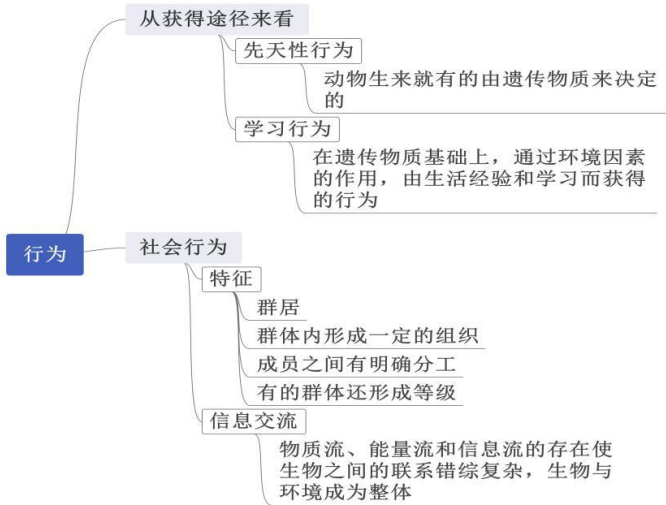 从获得途径来看
先天性行为
动物生来就有的由遗传物质来决定
的
学习行为
在遗传物质基础上，通过环境因素
的作用，由生活经验和学习而获得
的行为
行为
社会行为
特征
群居
群体内形成一定的组织
成员之间有明确分工
有的群体还形成等级
信息交流
物质流、能量流和信息流的存在使
生物之间的联系错综复杂，生物与
环境成为整体